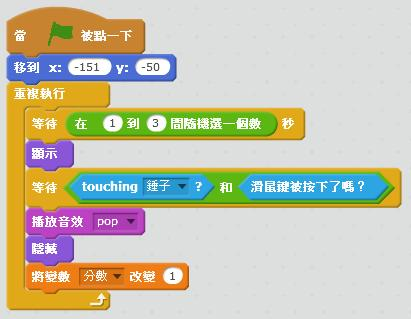 當 被點一下
移到 x: -151 y: -50
重複執行
等待 在 1 到 3 間隨機選一個數 秒
顯示
等待 touching 錘子 ? 和 滑鼠鍵被按下了嗎?
播放音效 pop
隱藏
將變數 分數 改變 1